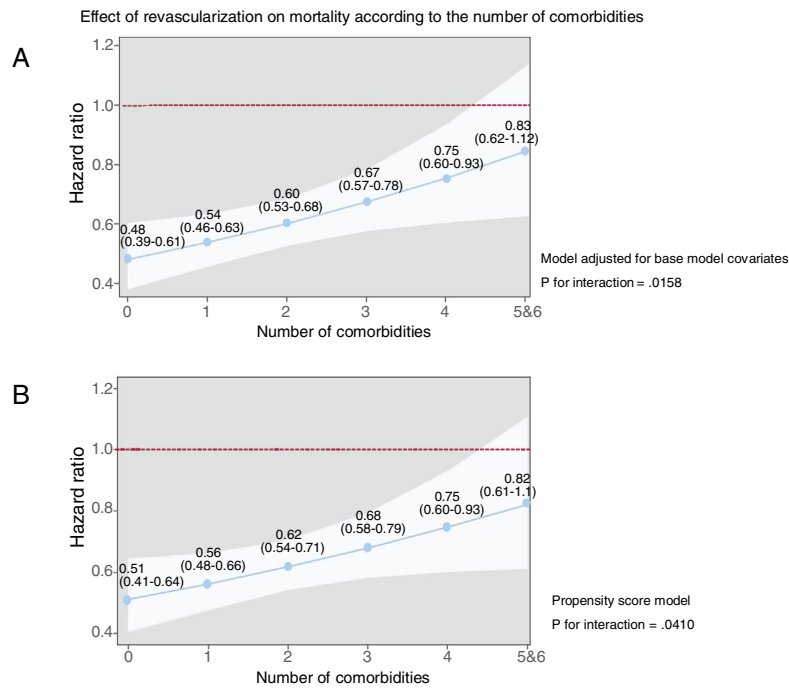 Effect of revascularization on mortality according to the number of comorbidities
A
1.2
1.0
0.8
0.6
0.4
Hazard ratio
0.48
(0.39-0.61)
0.54
(0.46-0.63)
0.60
(0.53-0.68)
0.67
(0.57-0.78)
0.75
(0.60-0.93)
0.83
(0.62-1.12)
0 1 2 3 4 5&6
Number of comorbidities
Model adjusted for base model covariates
P for interaction = .0158
B
1.2
1.0
0.8
0.6
0.4
Hazard ratio
0.51
(0.41-0.64)
0.56
(0.48-0.66)
0.62
(0.54-0.71)
0.68
(0.58-0.79)
0.75
(0.60-0.93)
0.82
(0.61-1.1)
0 1 2 3 4 5&6
Number of comorbidities
Propensity score model
P for interaction = .0410